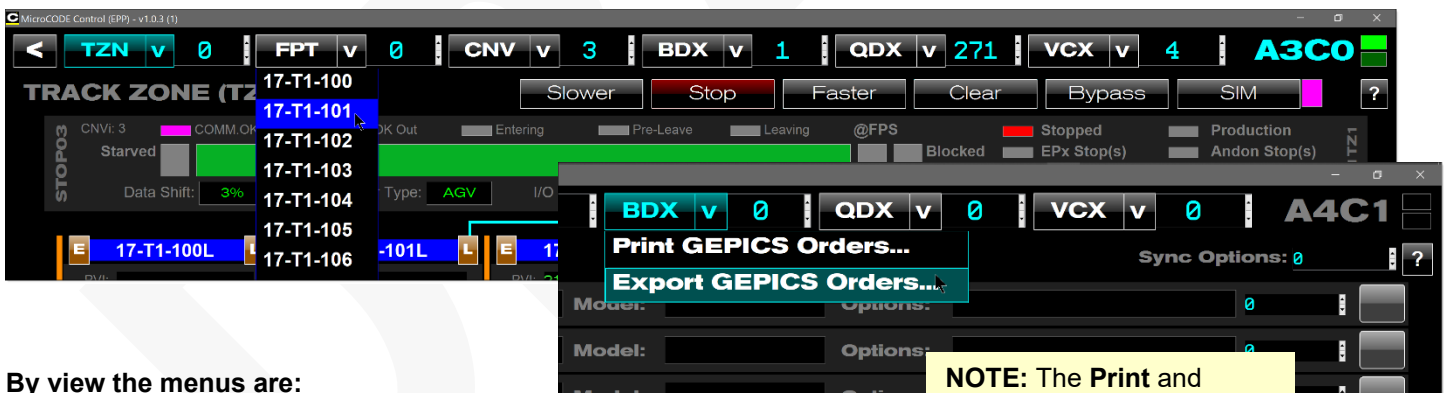 MicroCODE Control (EPP) - v1.0.3 (1)
< TZN v 0 FPT v 0 CNV v 3 BDX v 1 QDX v 271 VCX v 4 A3C0
TRACK ZONE (TZ Slower Stop Faster Clear Bypass SIM ?
17-T1-100
17-T1-101
17-T1-102
17-T1-103
17-T1-104
17-T1-105
17-T1-106
STOP03 CNVi: 3 COMM.OK OK Out Entering Pre-Leave Leaving @FPS Stopped Production TZ1
Starved Blocked EPx Stop(s) Andon Stop(s)
Data Shift: 3% Type: AGV I/O
E 17-T1-100L L -101L L E 17
PVI:
BDX v 0 QDX v 0 VCX v 0 A4C1
Print GEPICS Orders... Sync Options: 0 ?
Export GEPICS Orders...
Model: Options: 0
Model: Options: 0
By view the menus are:
NOTE: The Print and